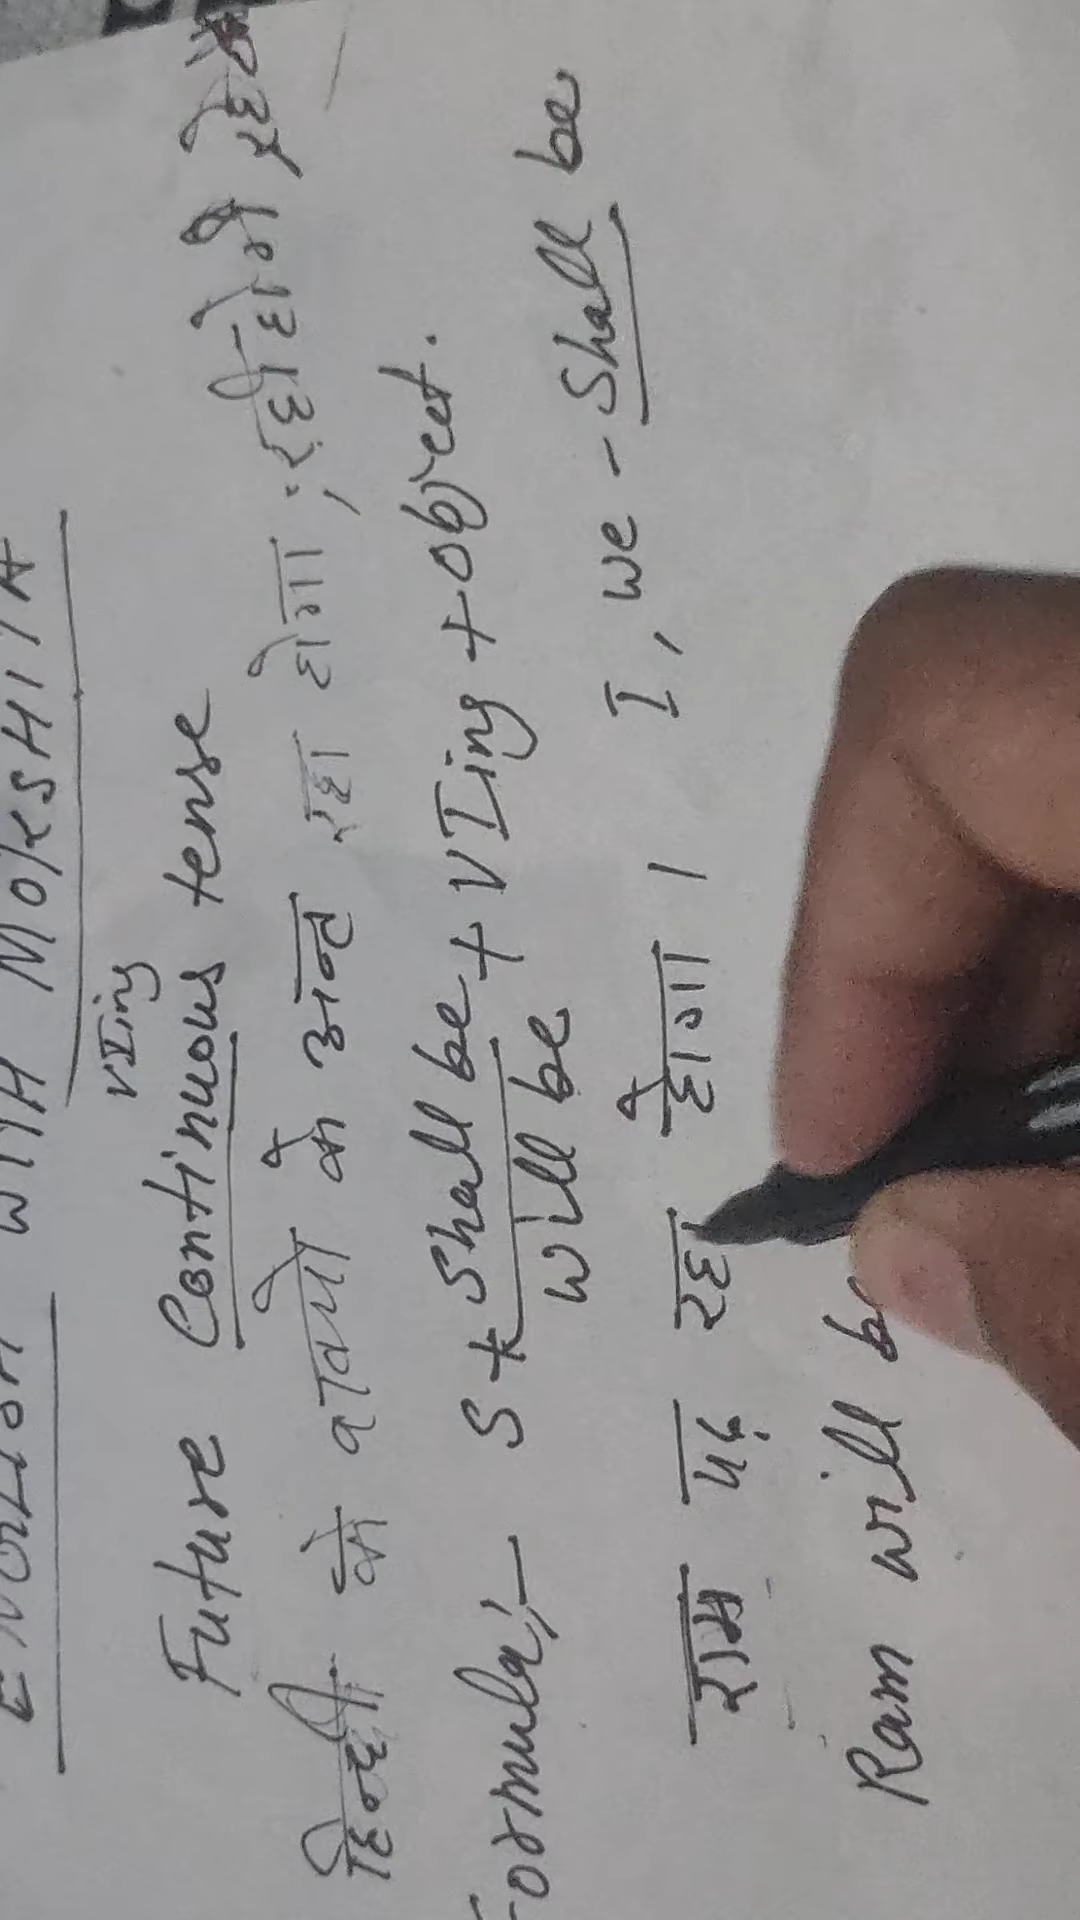 ENGLISH WITH MOKSHITA
VIing
Future Continuous tense
हिन्दी के वाक्यों के अन्त रहा होगा, रही होगी, रहे
Formula:- S + Shall be + VIing + object.
will be
I, we - Shall be
राम पढ़ रहा होगा।
Ram will b